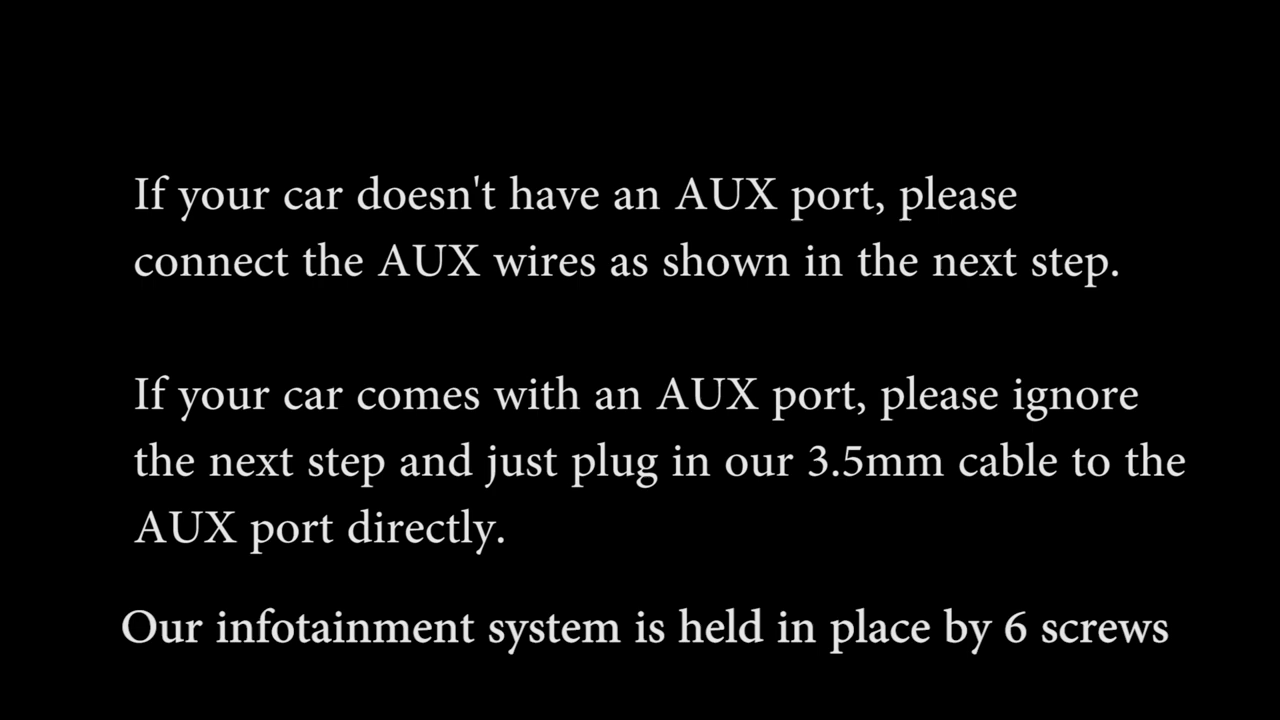 If your car doesn't have an AUX port, please
connect the AUX wires as shown in the next step.
If your car comes with an AUX port, please ignore
the next step and just plug in our 3.5mm cable to the
AUX port directly.
Our infotainment system is held in place by 6 screws